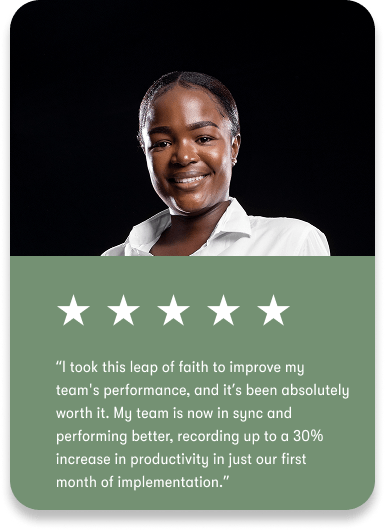 “I took this leap of faith to improve my
team's performance, and it’s been absolutely
worth it. My team is now in sync and
performing better, recording up to a 30%
increase in productivity in just our first
month of implementation.”